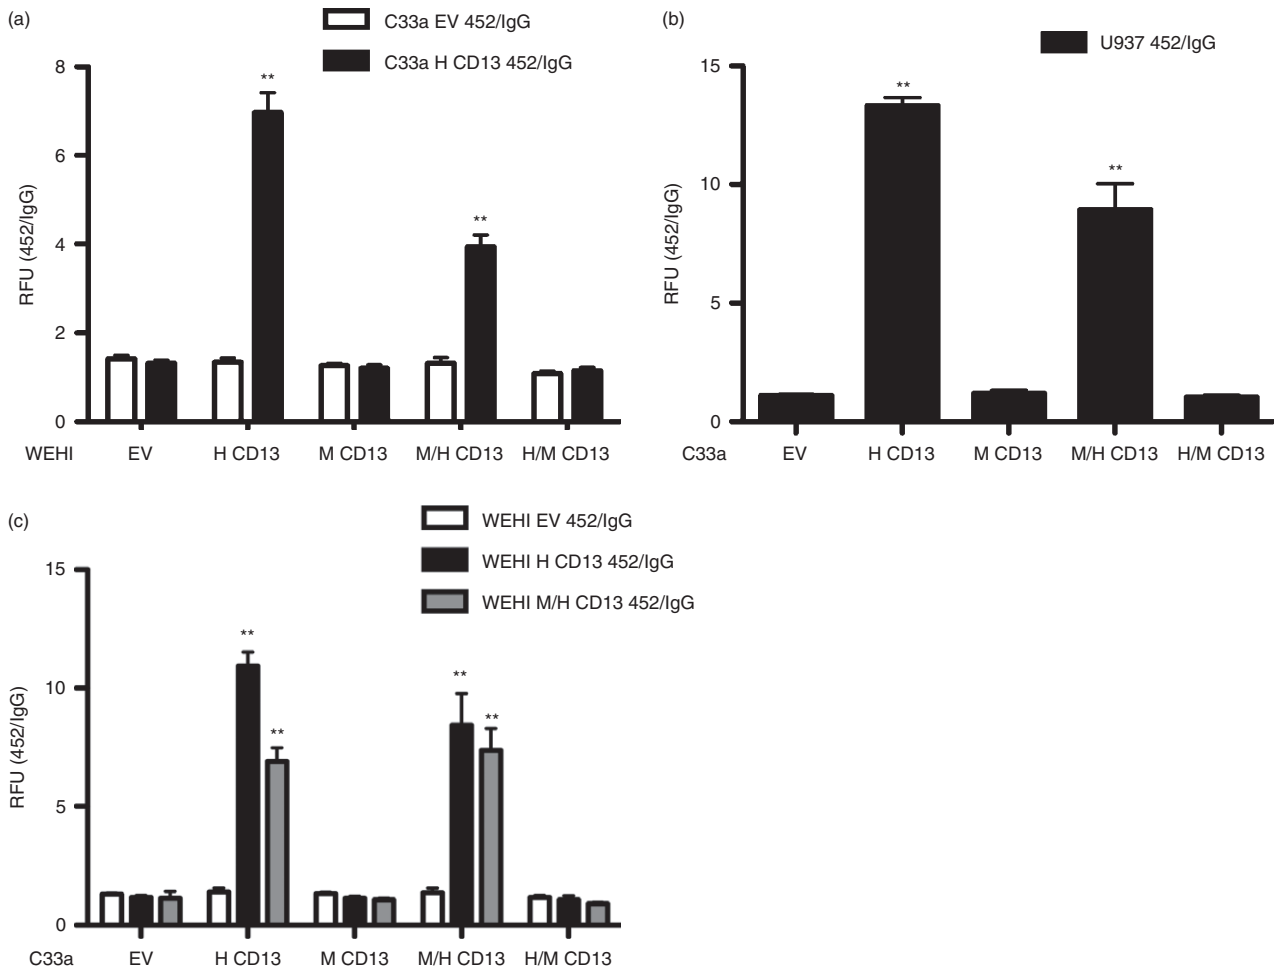 (a)
C33a EV 452/IgG
C33a H CD13 452/IgG
8
6
4
2
0
RFU (452/IgG)
**
**
WEHI EV H CD13 M CD13 M/H CD13 H/M CD13
(b)
U937 452/IgG
15
10
5
0
RFU (452/IgG)
**
**
C33a EV H CD13 M CD13 M/H CD13 H/M CD13
(c)
WEHI EV 452/IgG
WEHI H CD13 452/IgG
WEHI M/H CD13 452/IgG
15
10
5
0
RFU (452/IgG)
**
**
**
**
C33a EV H CD13 M CD13 M/H CD13 H/M CD13